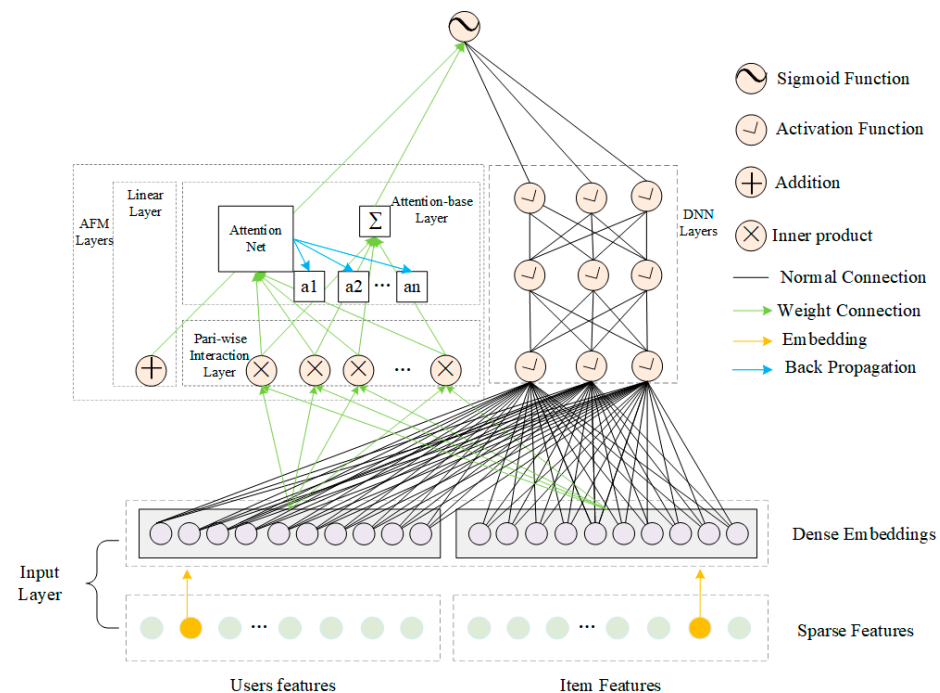 Sigmoid Function
Activation Function
Addition
Inner product
Normal Connection
Weight Connection
Embedding
Back Propagation
AFM
Layers
Linear
Layer
Attention
Net
Σ
Attention-base
Layer
a1
a2
...
an
Pari-wise
Interaction
Layer
...
DNN
Layers
Input
Layer
Dense Embeddings
...
...
Sparse Features
Users features
Item Features